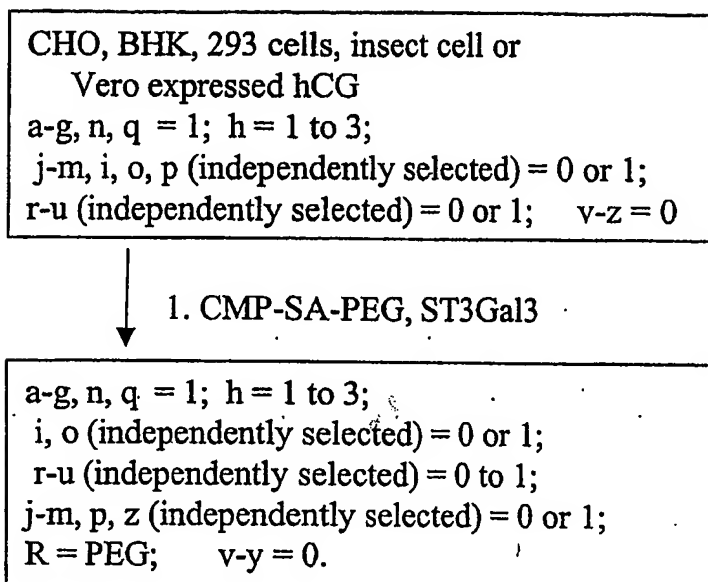 CHO, BHK, 293 cells, insect cell or
Vero expressed hCG
a-g, n, q = 1; h = 1 to 3;
j-m, i, o, p (independently selected) = 0 or 1;
r-u (independently selected) = 0 or 1; v-z = 0
1. CMP-SA-PEG, ST3Gal3
a-g, n, q = 1; h = 1 to 3;
i, o (independently selected) = 0 or 1;
r-u (independently selected) = 0 to 1;
j-m, p, z (independently selected) = 0 or 1;
R = PEG; v-y = 0.